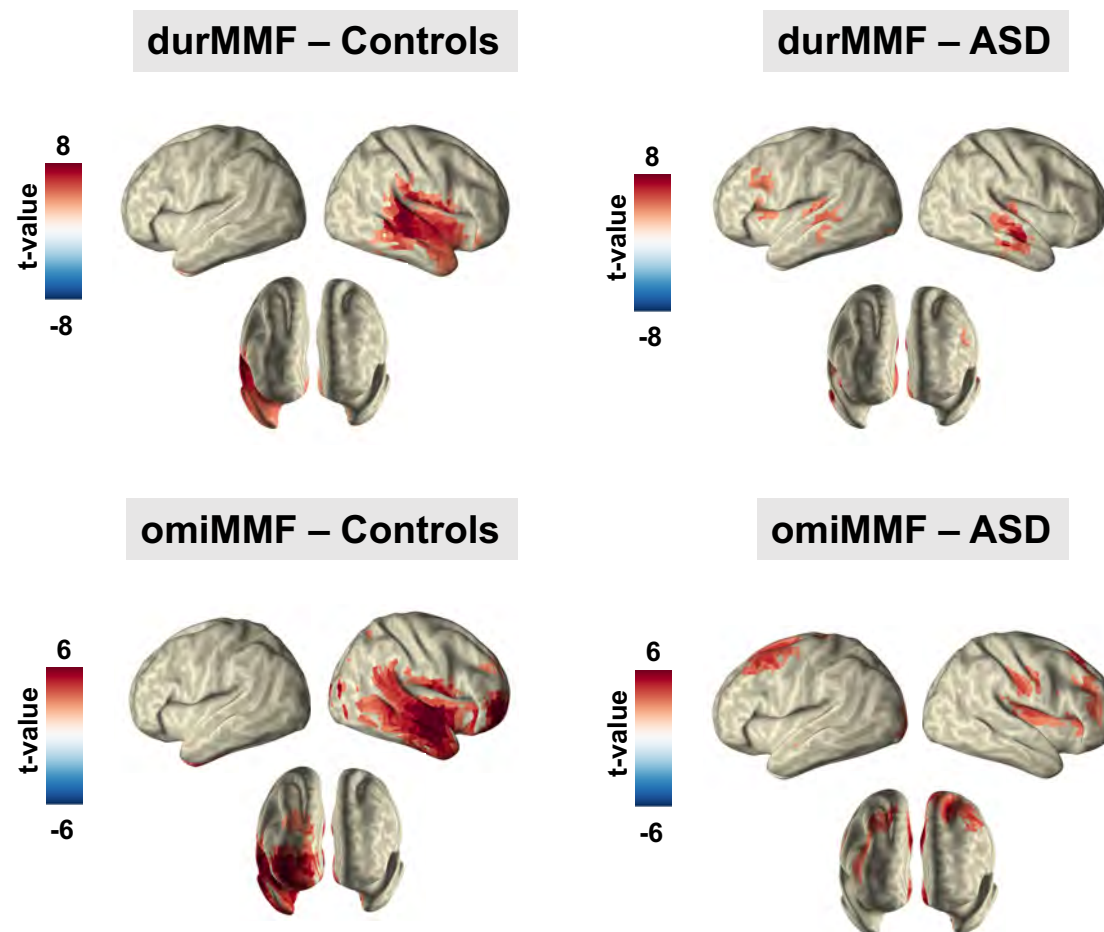 durMMF – Controls
durMMF – ASD
8
t-value
-8
8
t-value
-8
omiMMF – Controls
omiMMF – ASD
6
t-value
-6
6
t-value
-6